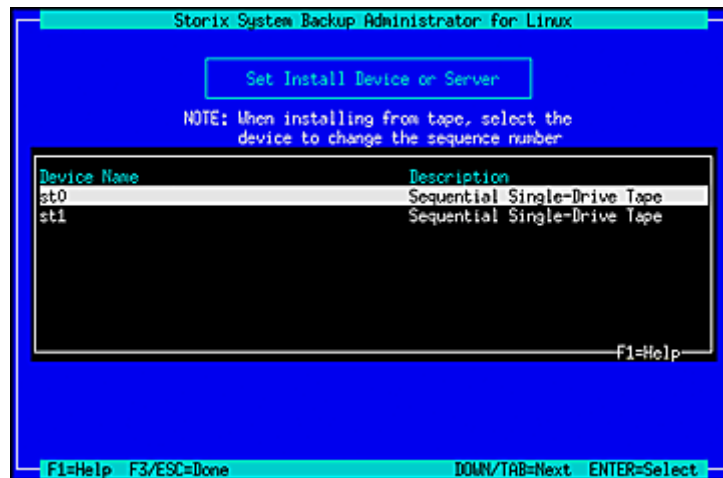 Storix System Backup Administrator for Linux
Set Install Device or Server
NOTE: When installing from tape, select the
device to change the sequence number
Device Name Description
st0 Sequential Single-Drive Tape
st1 Sequential Single-Drive Tape
F1=Help
F1=Help F3/ESC=Done DOWN/TAB=Next ENTER=Select